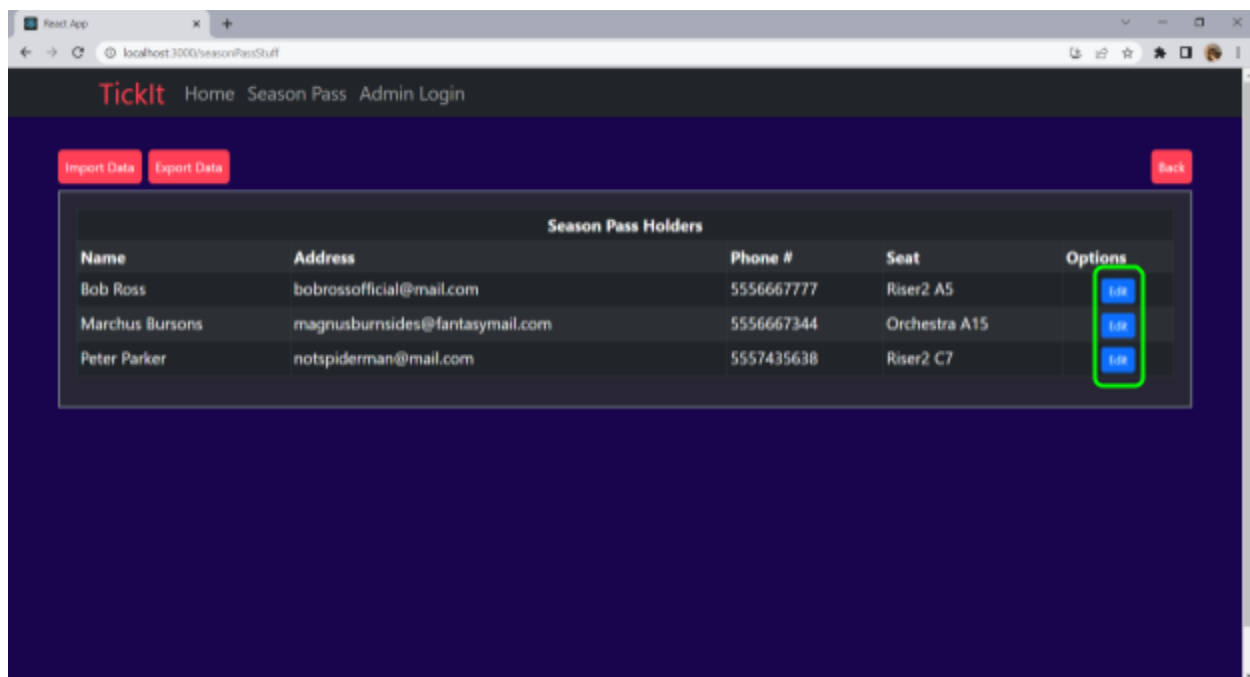 React App
localhost:3000/seasonPassStuff
TickIt Home Season Pass Admin Login
Import Data Export Data Back
Season Pass Holders
Name Address Phone # Seat Options
Bob Ross bobrossofficial@mail.com 5556667777 Riser2 A5 Edit
Marchus Bursons magnusburnsides@fantasymail.com 5556667344 Orchestra A15 Edit
Peter Parker notspiderman@mail.com 5557435638 Riser2 C7 Edit